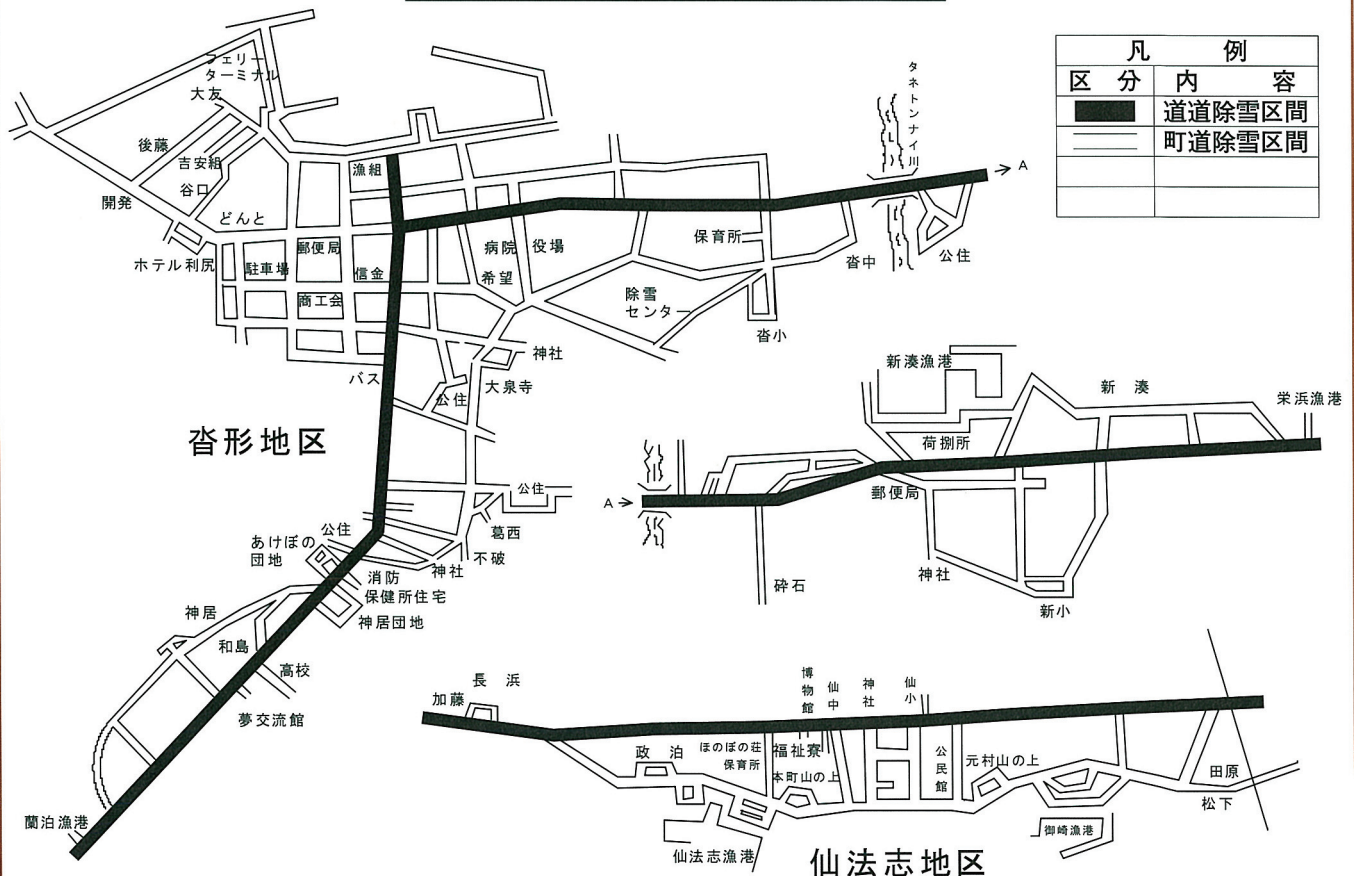 凡 例
区 分 内 容
道道除雪区間
町道除雪区間
フェリー
ターミナル
大友
後藤
吉安組
谷口
開発
どんと
漁組
タネトンナイ川
A
ホテル利尻
郵便局
駐車場
信金
商工会
病院
役場
希望
保育所
除雪
センター
沓中
公住
沓小
神社
大泉寺
バス
公住
沓形地区
公住
葛西
不破
神社
公住
あけぼの
団地
消防
保健所住宅
神居団地
神居
和島
高校
夢交流館
蘭泊漁港
新湊漁港
新 湊
栄浜漁港
荷捌所
A
郵便局
砕石
神社
新小
長 浜
加藤
博物館
仙中
神社
仙小
政 泊
ほのぼの荘
保育所
福祉寮
本町山の上
公民館
元村山の上
田原
松下
御崎漁港
仙法志漁港
仙法志地区